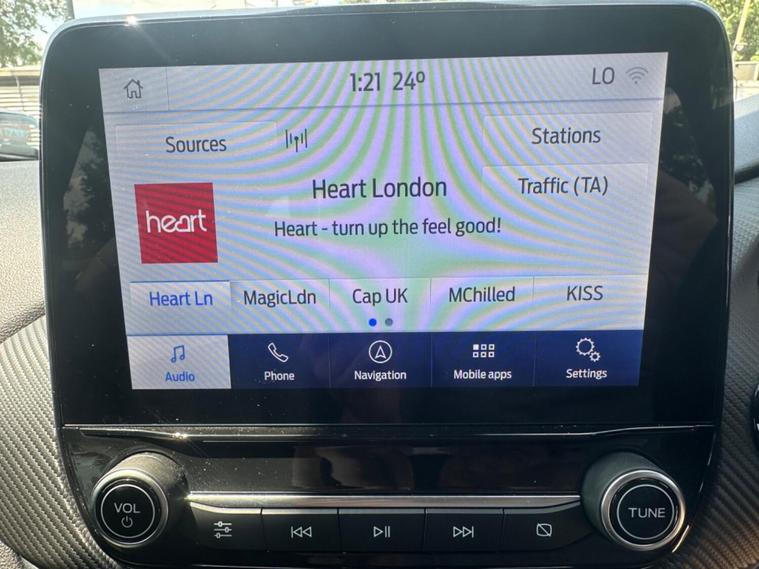 1:21 24º LO
Sources Stations
Heart London Traffic (TA)
heart
Heart - turn up the feel good!
Heart Ln MagicLdn Cap UK MChilled KISS
Audio Phone Navigation Mobile apps Settings
VOL TUNE